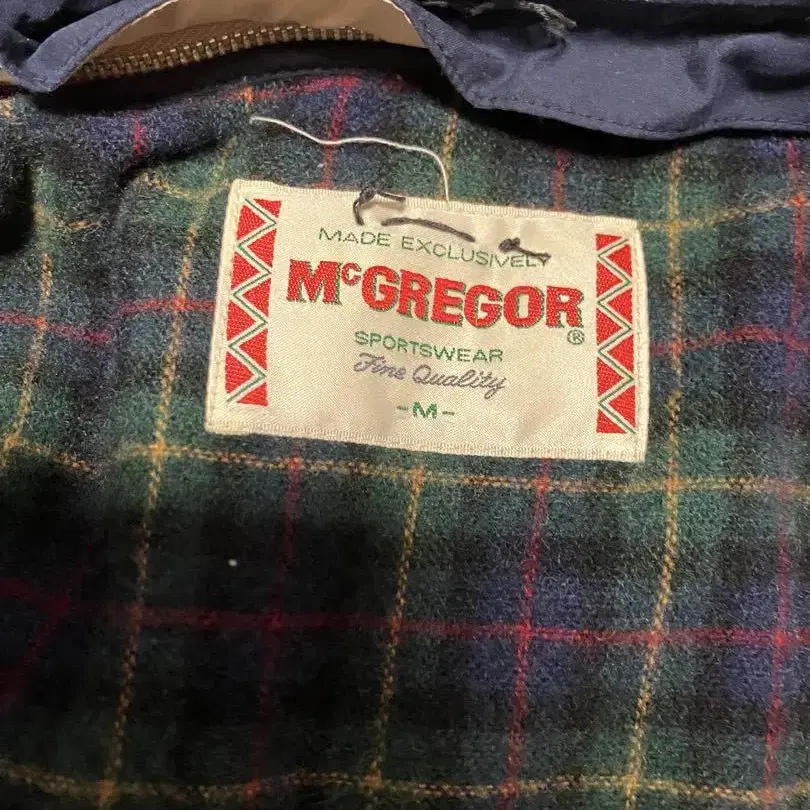 MADE EXCLUSIVELY
McGREGOR®
SPORTSWEAR
Fine Quality
-M-